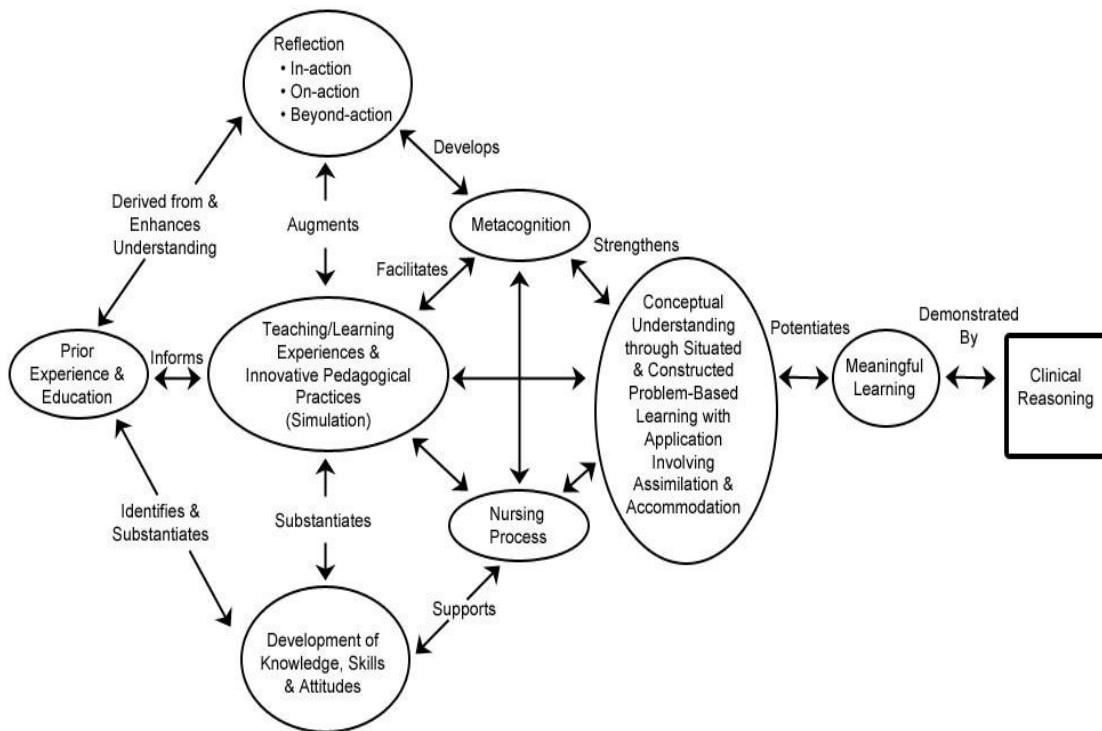 Reflection
• In-action
• On-action
• Beyond-action
Develops
Derived from &
Enhances
Understanding
Augments
Metacognition
Strengthens
Facilitates
Prior
Experience &
Education
Informs
Teaching/Learning
Experiences &
Innovative Pedagogical
Practices
(Simulation)
Conceptual
Understanding
through Situated
& Constructed
Problem-Based
Learning with
Application
Involving
Assimilation &
Accommodation
Potentiates
Meaningful
Learning
Demonstrated
By
Clinical
Reasoning
Identifies &
Substantiates
Substantiates
Nursing
Process
Supports
Development of
Knowledge, Skills
& Attitudes